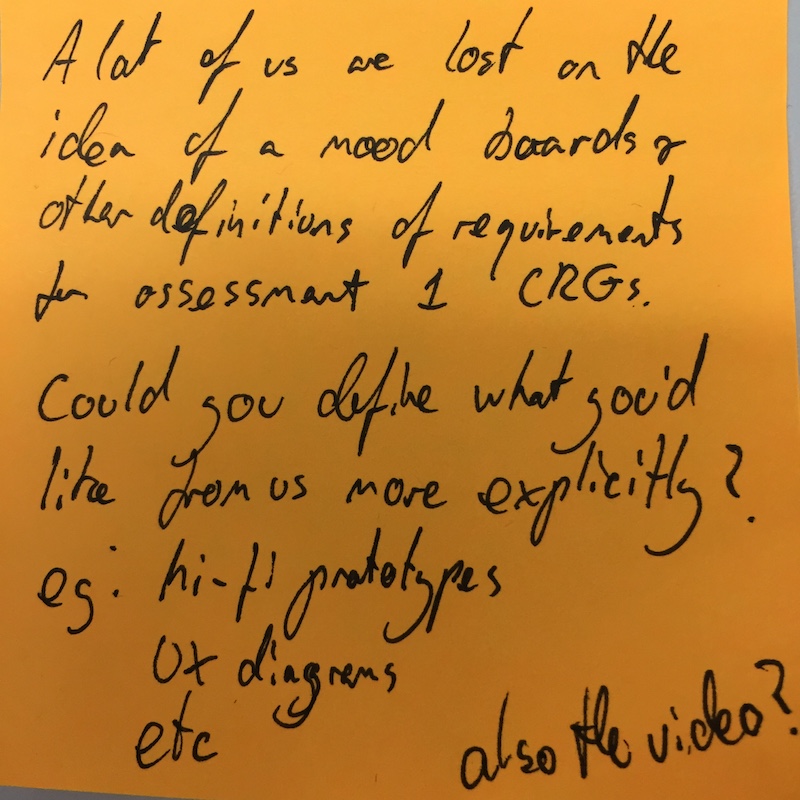 A lot of us are lost on the
idea of a mood boards &
other definitions of requirements
for assessment 1 CRGs.
Could you define what you'd
like from us more explicitly?
eg: hi-fi prototypes
UX diagrams
etc
also the video?